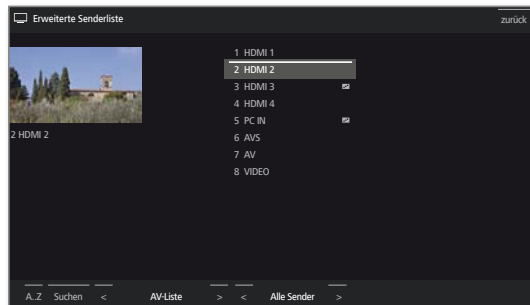 Erweiterte Senderliste
zurück
1 HDMI 1
2 HDMI 2
3 HDMI 3
4 HDMI 4
5 PC IN
6 AVS
7 AV
8 VIDEO
2 HDMI 2
A..Z Suchen < AV-Liste > < Alle Sender >